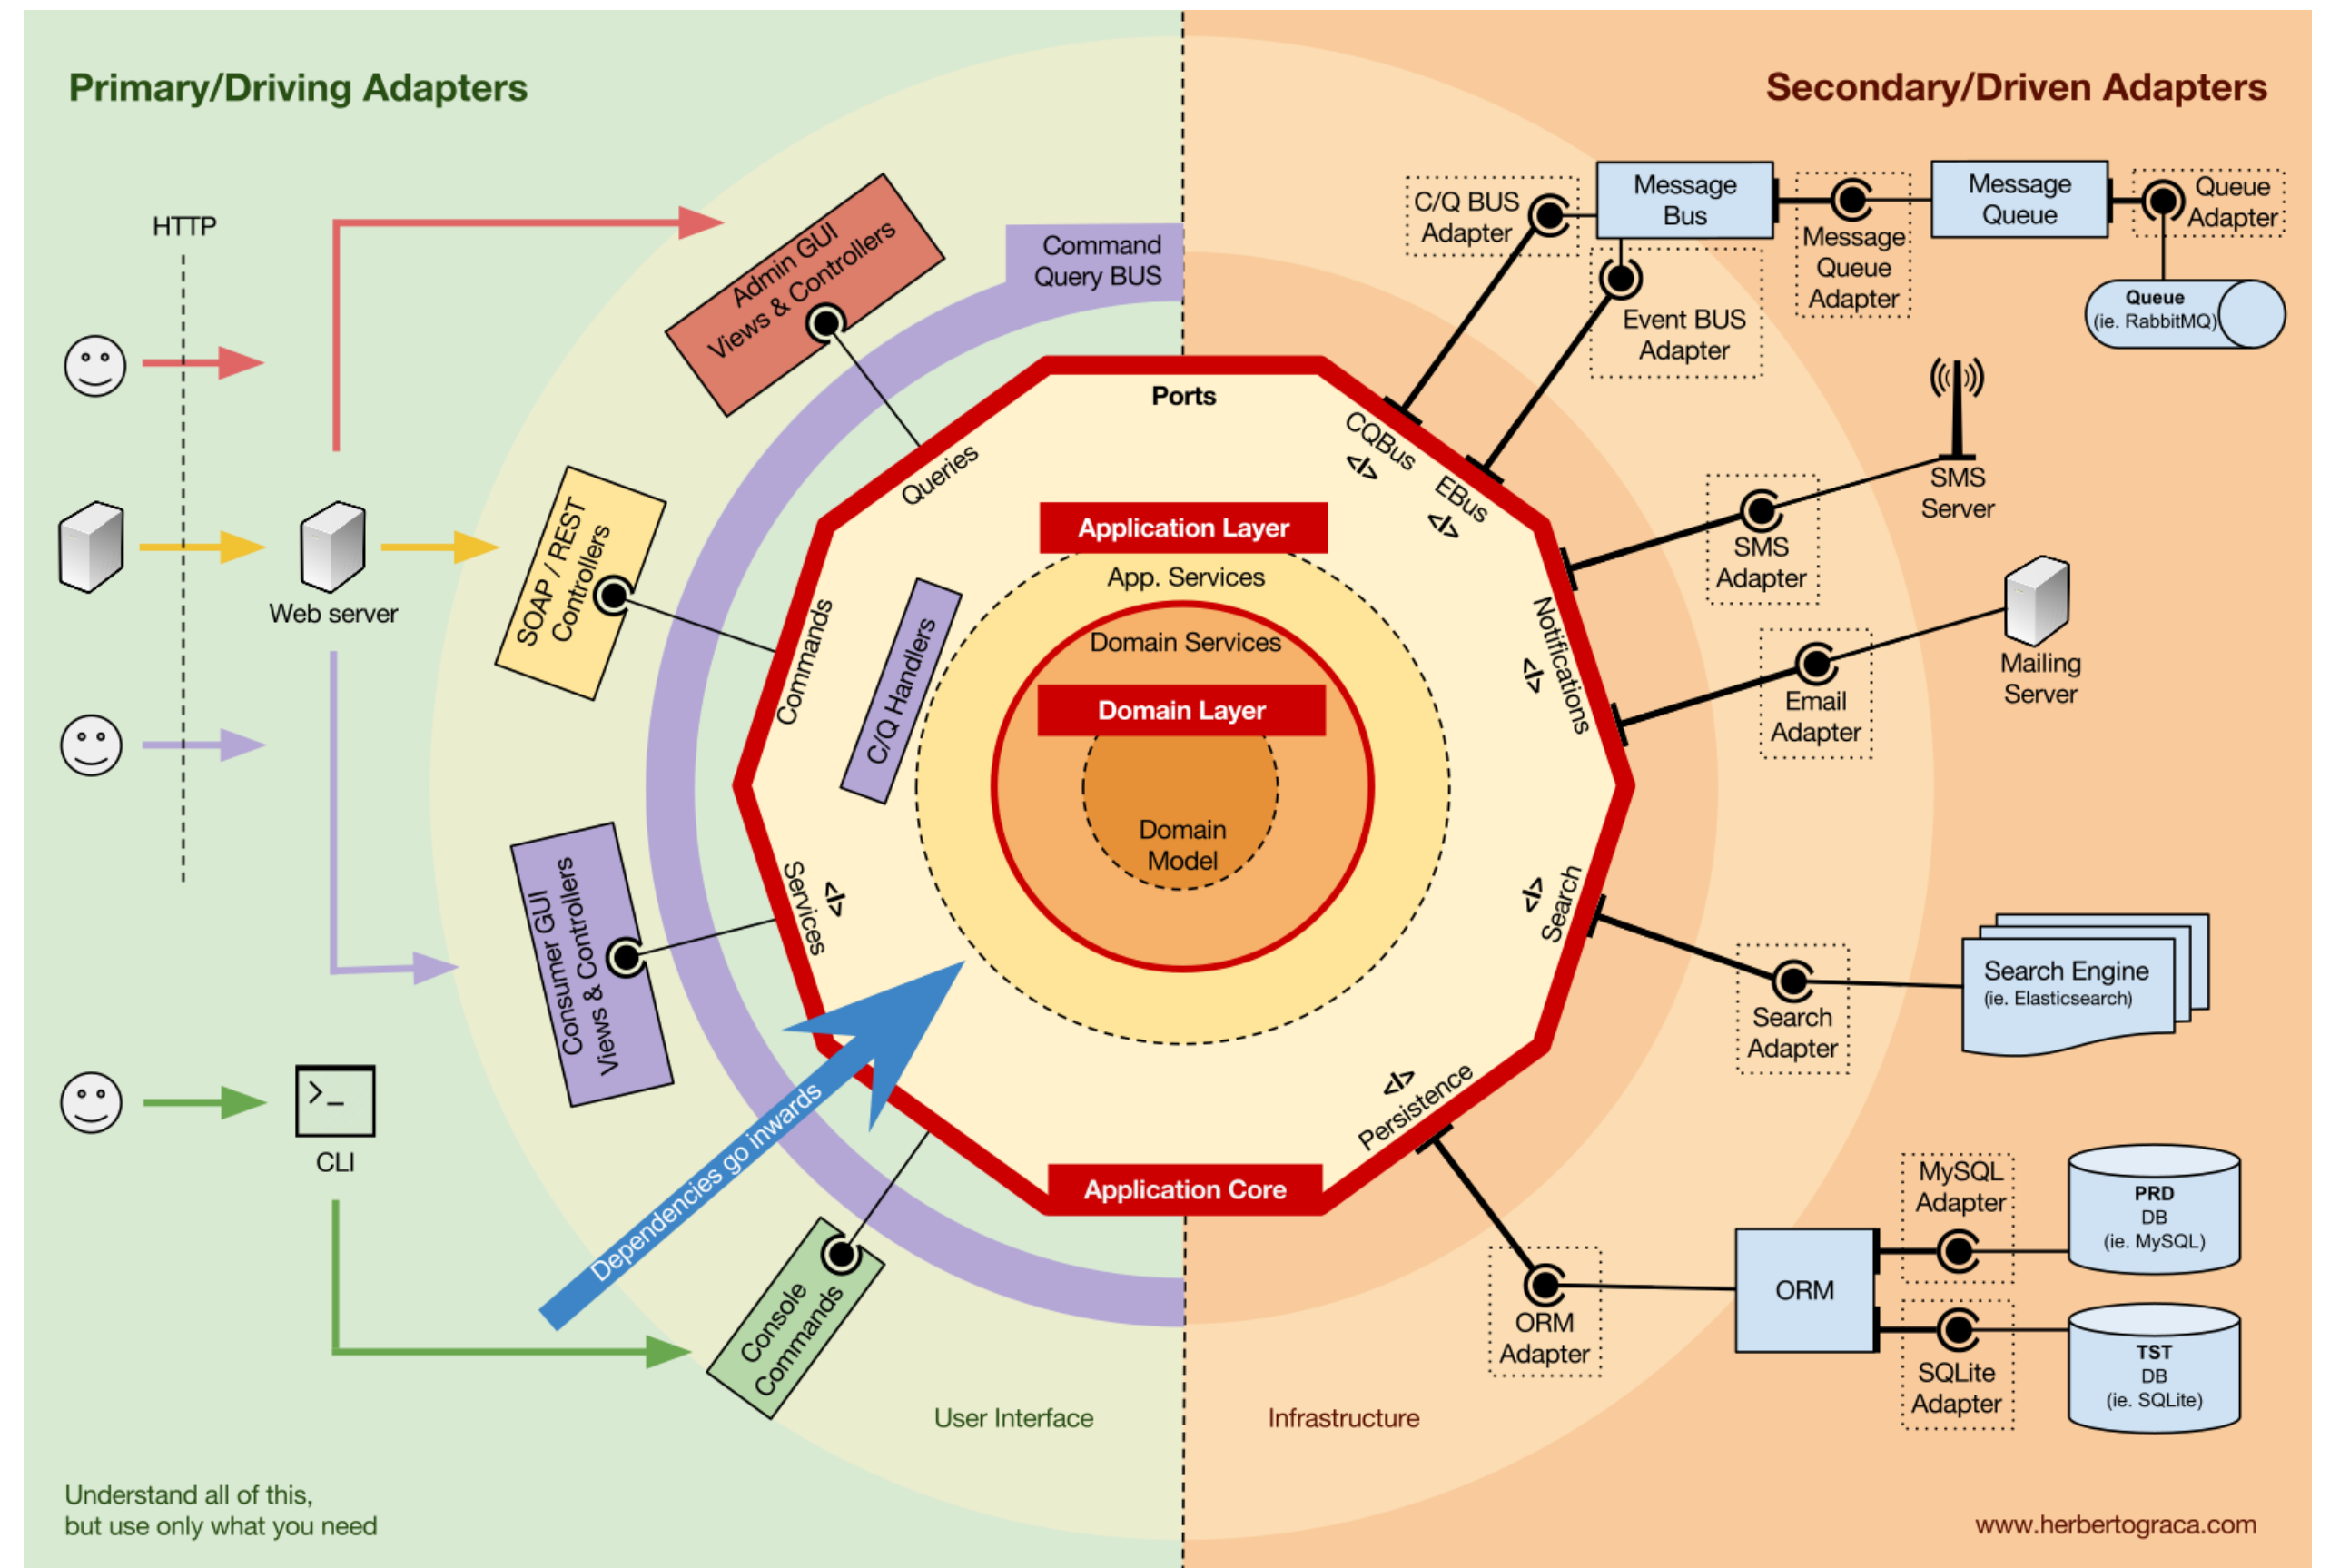 Primary/Driving Adapters
Secondary/Driven Adapters
HTTP
Web server
CLI
Admin GUI
Views & Controllers
SOAP / REST
Controllers
Consumer GUI
Views & Controllers
Console
Commands
Command
Query BUS
Dependencies go inwards
User Interface
Ports
Queries
Commands
Services
</>
C/Q Handlers
Application Layer
App. Services
Domain Services
Domain Layer
Domain
Model
Application Core
CQBus
</>
EBus
</>
Notifications
</>
Search
</>
Persistence
</>
C/Q BUS
Adapter
Message
Bus
Event BUS
Adapter
Message
Queue
Adapter
Message
Queue
Queue
Adapter
Queue
(ie. RabbitMQ)
SMS
Server
SMS
Adapter
Mailing
Server
Email
Adapter
Search
Adapter
Search Engine
(ie. Elasticsearch)
ORM
Adapter
ORM
MySQL
Adapter
PRD
DB
(ie. MySQL)
SQLite
Adapter
TST
DB
(ie. SQLite)
Infrastructure
Understand all of this,
but use only what you need
www.herbertograca.com